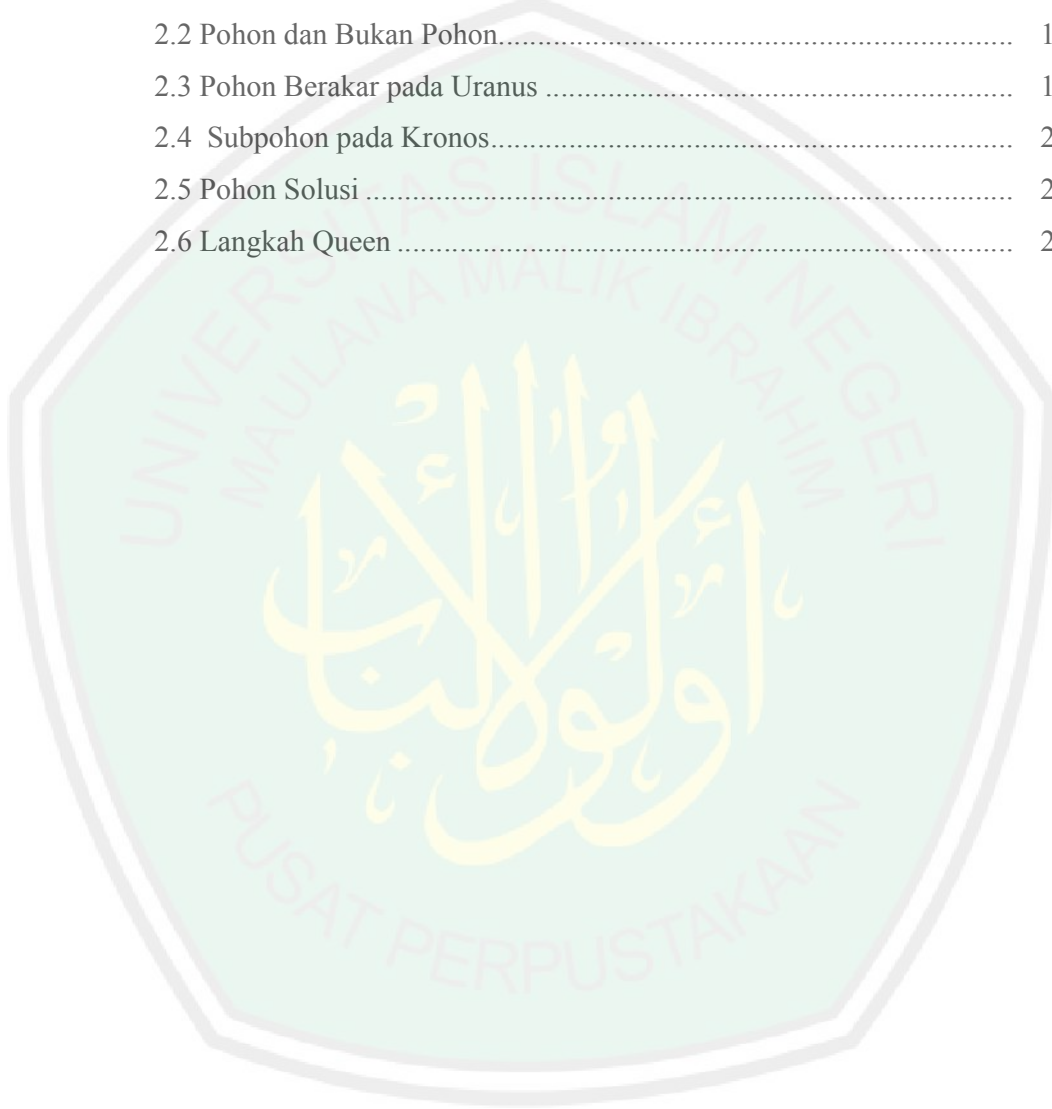 2.2 Pohon dan Bukan Pohon........................................................................ 1
2.3 Pohon Berakar pada Uranus ................................................................. 1
2.4  Subpohon pada Kronos......................................................................... 2
2.5 Pohon Solusi .......................................................................................... 2
2.6 Langkah Queen ...................................................................................... 2
UNIVERSITAS ISLAM NEGERI
MAULANA MALIK IBRAHIM
أولوا الألباب
PUSAT PERPUSTAKAAN